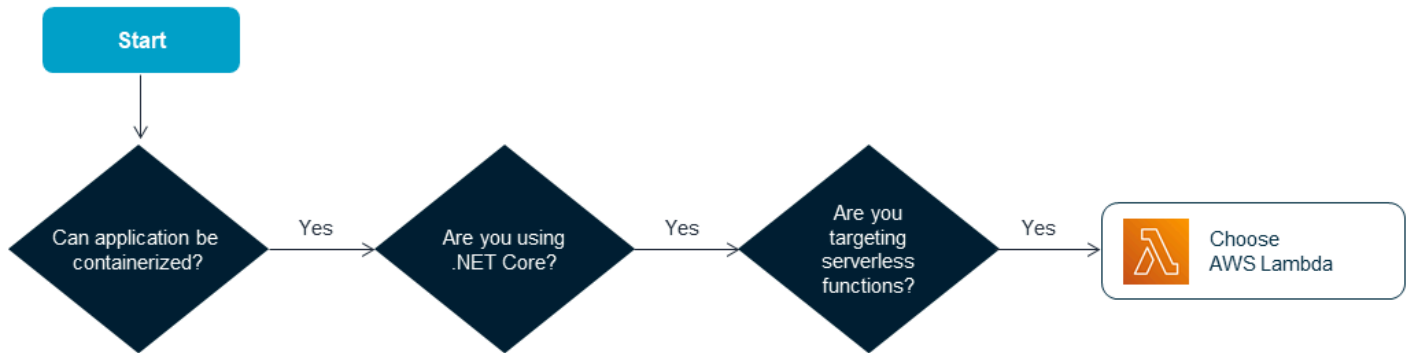 Start
Can application be
containerized?
Yes
Are you using
.NET Core?
Yes
Are you
targeting
serverless
functions?
Yes
Choose
AWS Lambda